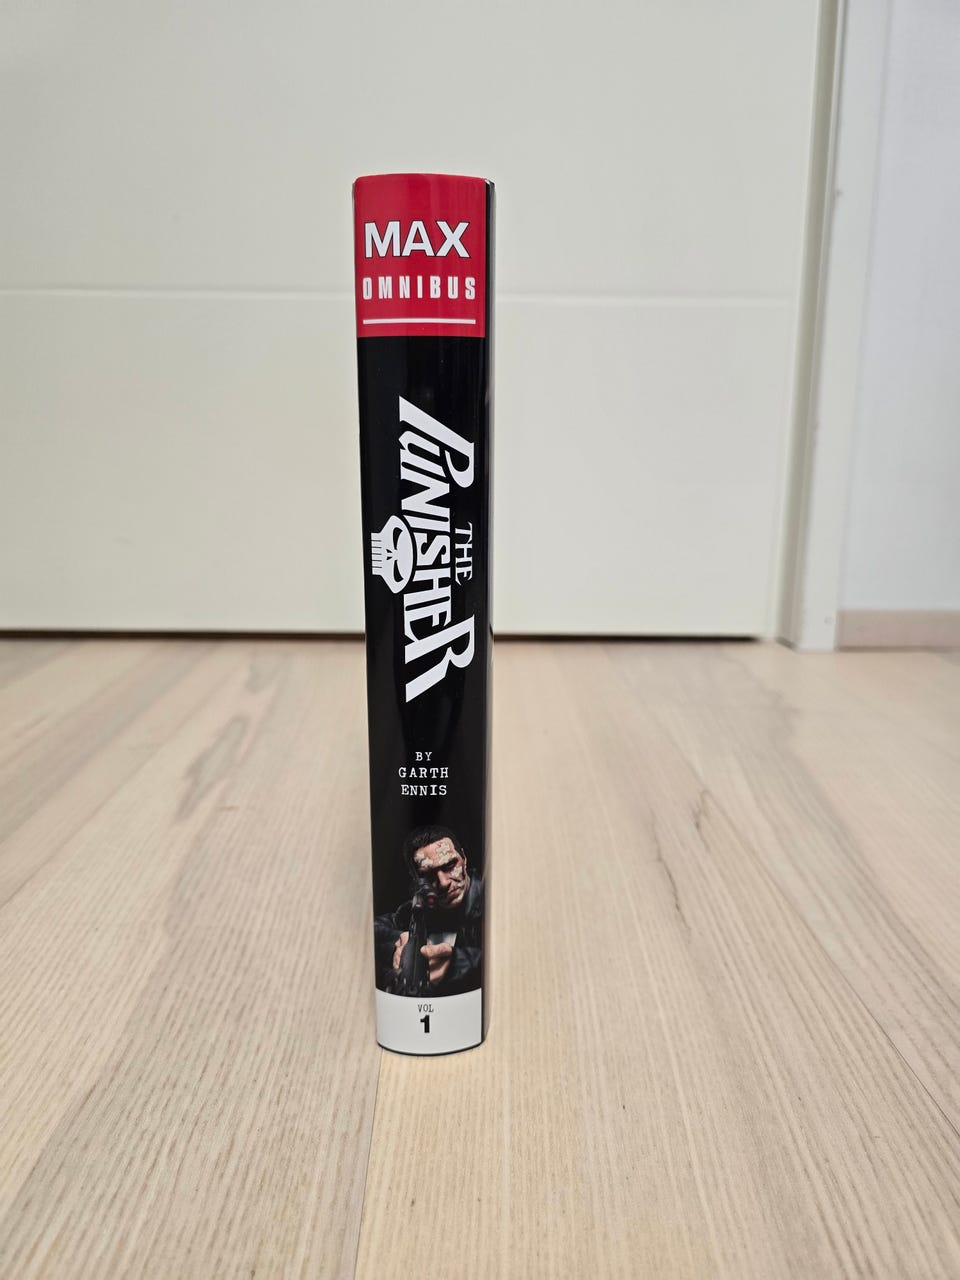 MAX
OMNIBUS
THE
PUNISHER
BY
GARTH
ENNIS
VOL
1